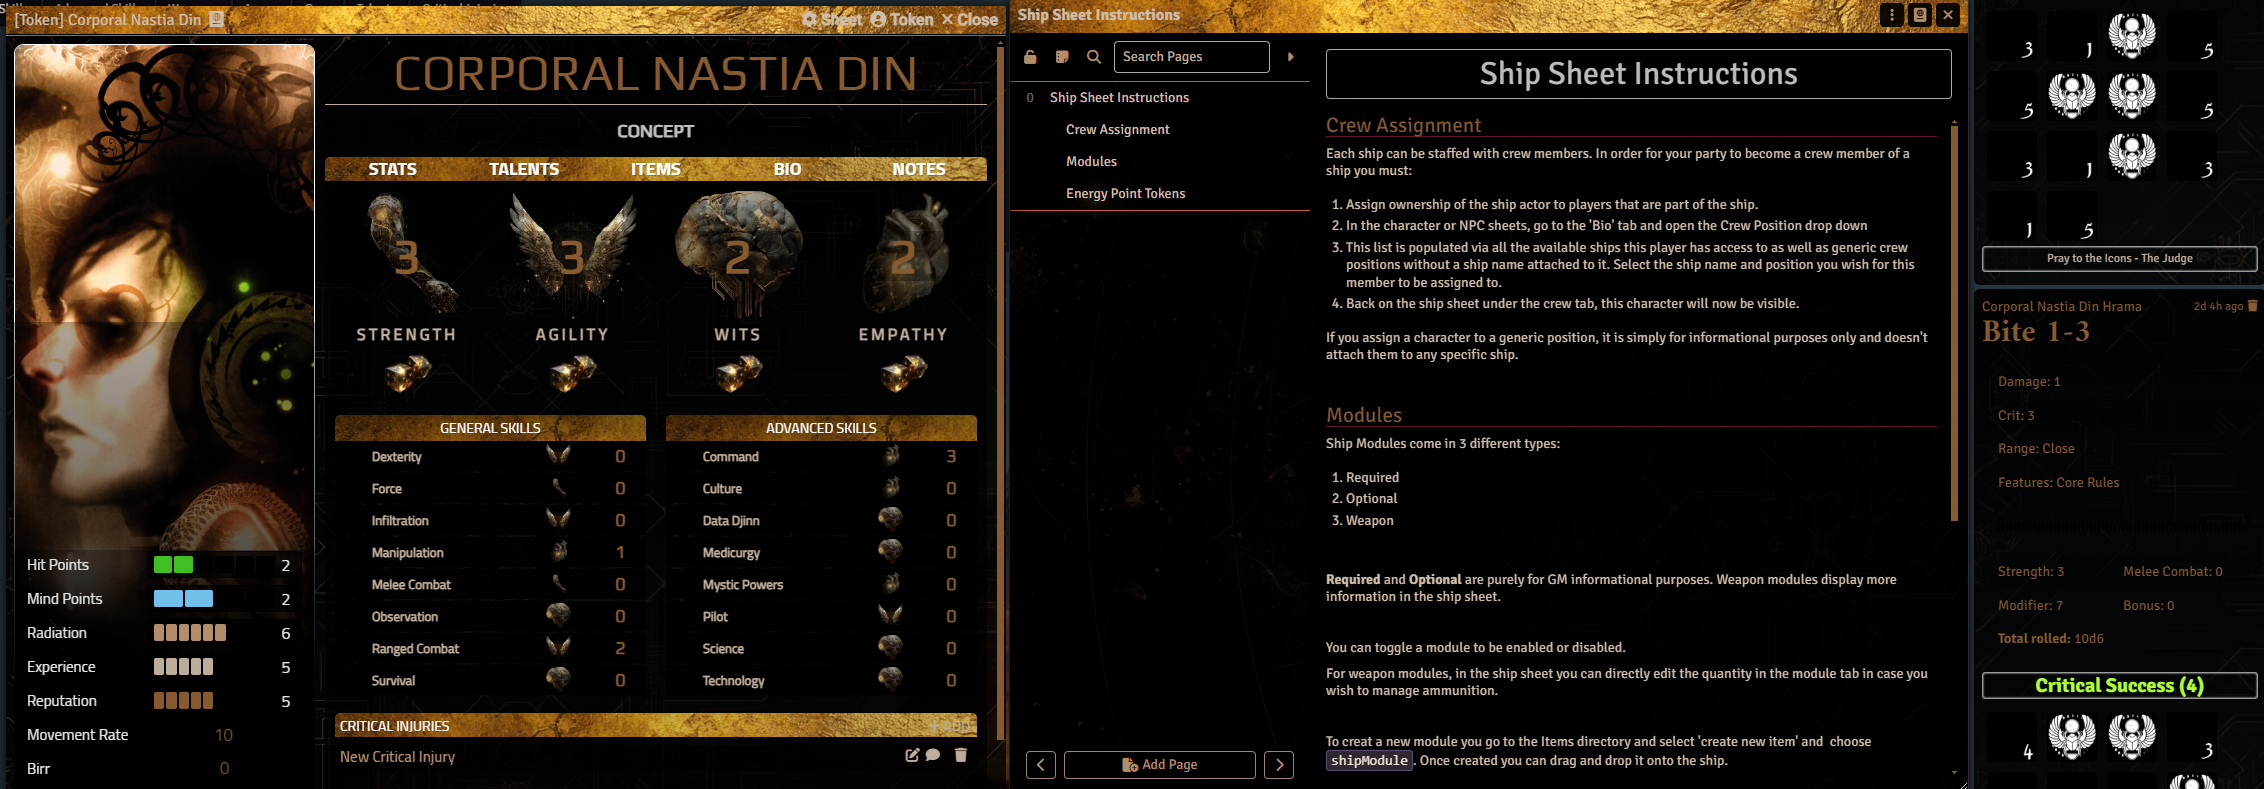 [Token] Corporal Nastia Din
Sheet Token Close
CORPORAL NASTIA DIN
CONCEPT
STATS TALENTS ITEMS BIO NOTES
3 3 2 2
STRENGTH AGILITY WITS EMPATHY
GENERAL SKILLS
Dexterity 0
Force 0
Infiltration 0
Manipulation 1
Melee Combat 0
Observation 0
Ranged Combat 2
Survival 0
ADVANCED SKILLS
Command 3
Culture 0
Data Djinn 0
Medicurgy 0
Mystic Powers 0
Pilot 0
Science 0
Technology 0
CRITICAL INJURIES + ADD
New Critical Injury
Hit Points 2
Mind Points 2
Radiation 6
Experience 5
Reputation 5
Movement Rate 10
Birr 0
Ship Sheet Instructions
Search Pages
0 Ship Sheet Instructions
Crew Assignment
Modules
Energy Point Tokens
Add Page
Ship Sheet Instructions
Crew Assignment
Each ship can be staffed with crew members. In order for your party to become a crew member of a
ship you must:
1. Assign ownership of the ship actor to players that are part of the ship.
2. In the character or NPC sheets, go to the 'Bio' tab and open the Crew Position drop down
3. This list is populated via all the available ships this player has access to as well as generic crew
positions without a ship name attached to it. Select the ship name and position you wish for this
member to be assigned to.
4. Back on the ship sheet under the crew tab, this character will now be visible.
If you assign a character to a generic position, it is simply for informational purposes only and doesn't
attach them to any specific ship.
Modules
Ship Modules come in 3 different types:
1. Required
2. Optional
3. Weapon
Required and Optional are purely for GM informational purposes. Weapon modules display more
information in the ship sheet.
You can toggle a module to be enabled or disabled.
For weapon modules, in the ship sheet you can directly edit the quantity in the module tab in case you
wish to manage ammunition.
To creat a new module you go to the Items directory and select 'create new item' and choose
shipModule. Once created you can drag and drop it onto the ship.
3 1 5
5 5
3 1 3
1 5
Pray to the Icons - The Judge
Corporal Nastia Din Hrama 2d 4h ago
Bite 1-3
Damage: 1
Crit: 3
Range: Close
Features: Core Rules
Strength: 3 Melee Combat: 0
Modifier: 7 Bonus: 0
Total rolled: 10d6
Critical Success (4)
4 3